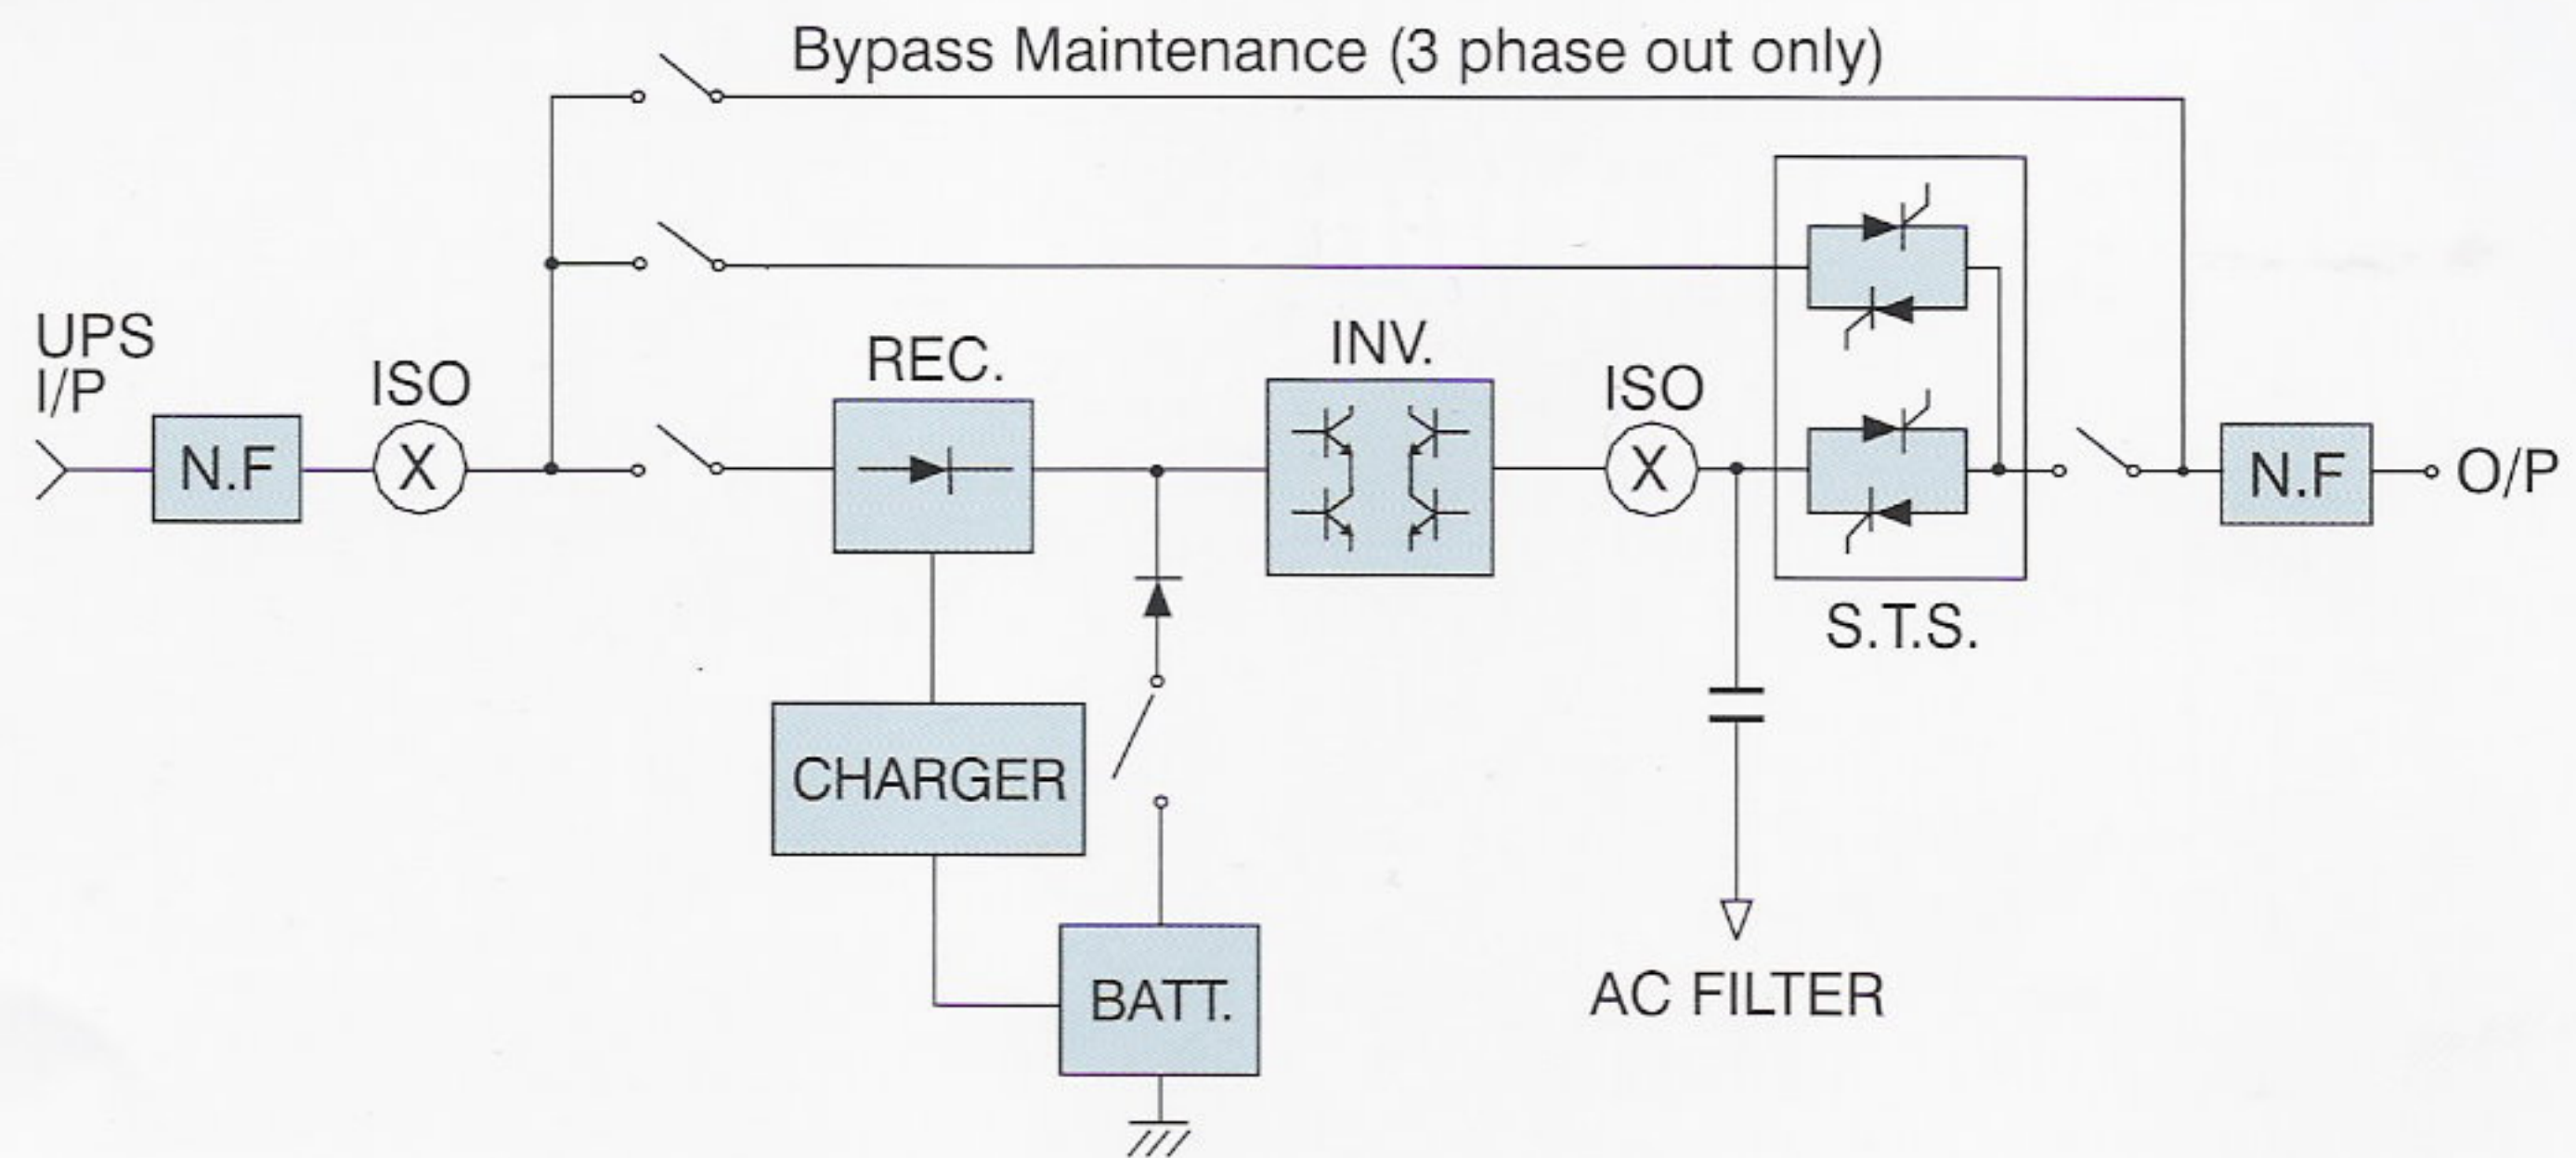 Bypass Maintenance (3 phase out only)
UPS
I/P
N.F
ISO
X
REC.
INV.
ISO
X
S.T.S.
N.F
O/P
CHARGER
BATT.
AC FILTER